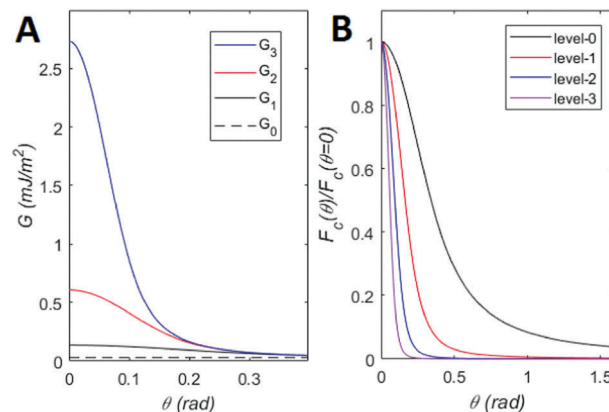 A
G (mJ/m²)
2.5
2
1.5
1
0.5
0
G₃
G₂
G₁
G₀
0
0.1
0.2
0.3
θ (rad)
B
F_c(θ)/F_c(θ=0)
1
0.8
0.6
0.4
0.2
0
level-0
level-1
level-2
level-3
0
0.5
1
1.5
θ (rad)